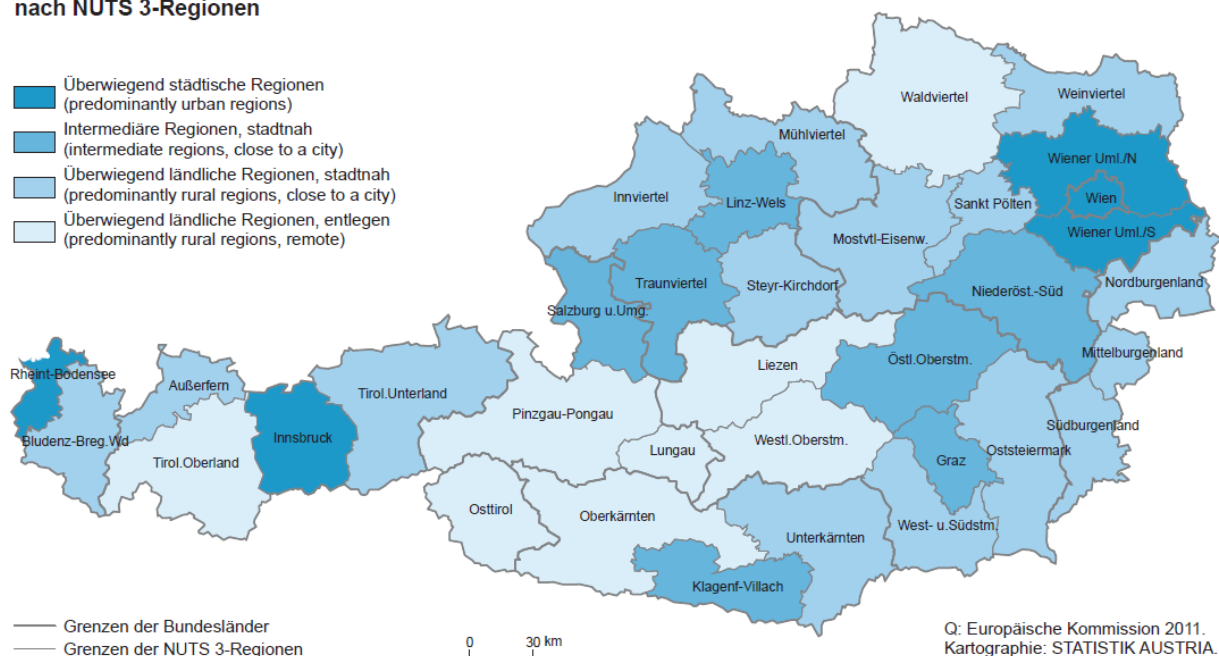 nach NUTS 3-Regionen
Überwiegend städtische Regionen
(predominantly urban regions)
Intermediäre Regionen, stadtnah
(intermediate regions, close to a city)
Überwiegend ländliche Regionen, stadtnah
(predominantly rural regions, close to a city)
Überwiegend ländliche Regionen, entlegen
(predominantly rural regions, remote)
Waldviertel
Weinviertel
Mühlviertel
Wiener Uml./N
Innviertel
Linz-Wels
Sankt Pölten
Wien
Mostvtl-Eisenw.
Wiener Uml./S
Traunviertel
Steyr-Kirchdorf
Niederöst.-Süd
Nordburgenland
Salzburg u.Umg.
Mittelburgenland
Rheint-Bodensee
Außerfern
Tirol.Unterland
Liezen
Östl.Oberstm.
Bludenz-Breg.Wd
Innsbruck
Pinzgau-Pongau
Südburgenland
Tirol.Oberland
Lungau
Westl.Oberstm.
Graz
Oststeiermark
Osttirol
Oberkärnten
Unterkärnten
West- u.Südstm.
Klagenf-Villach
Grenzen der Bundesländer
Grenzen der NUTS 3-Regionen
0 30 km
Q: Europäische Kommission 2011.
Kartographie: STATISTIK AUSTRIA.